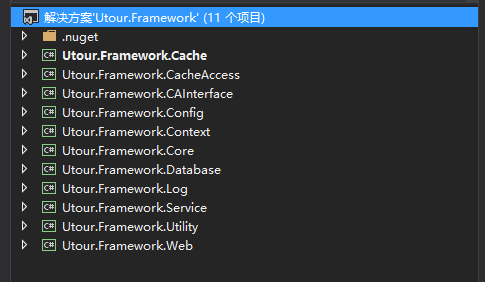 解决方案'Utour.Framework' (11 个项目)
.nuget
C# Utour.Framework.Cache
C# Utour.Framework.CacheAccess
C# Utour.Framework.CAInterface
C# Utour.Framework.Config
C# Utour.Framework.Context
C# Utour.Framework.Core
C# Utour.Framework.Database
C# Utour.Framework.Log
C# Utour.Framework.Service
C# Utour.Framework.Utility
C# Utour.Framework.Web